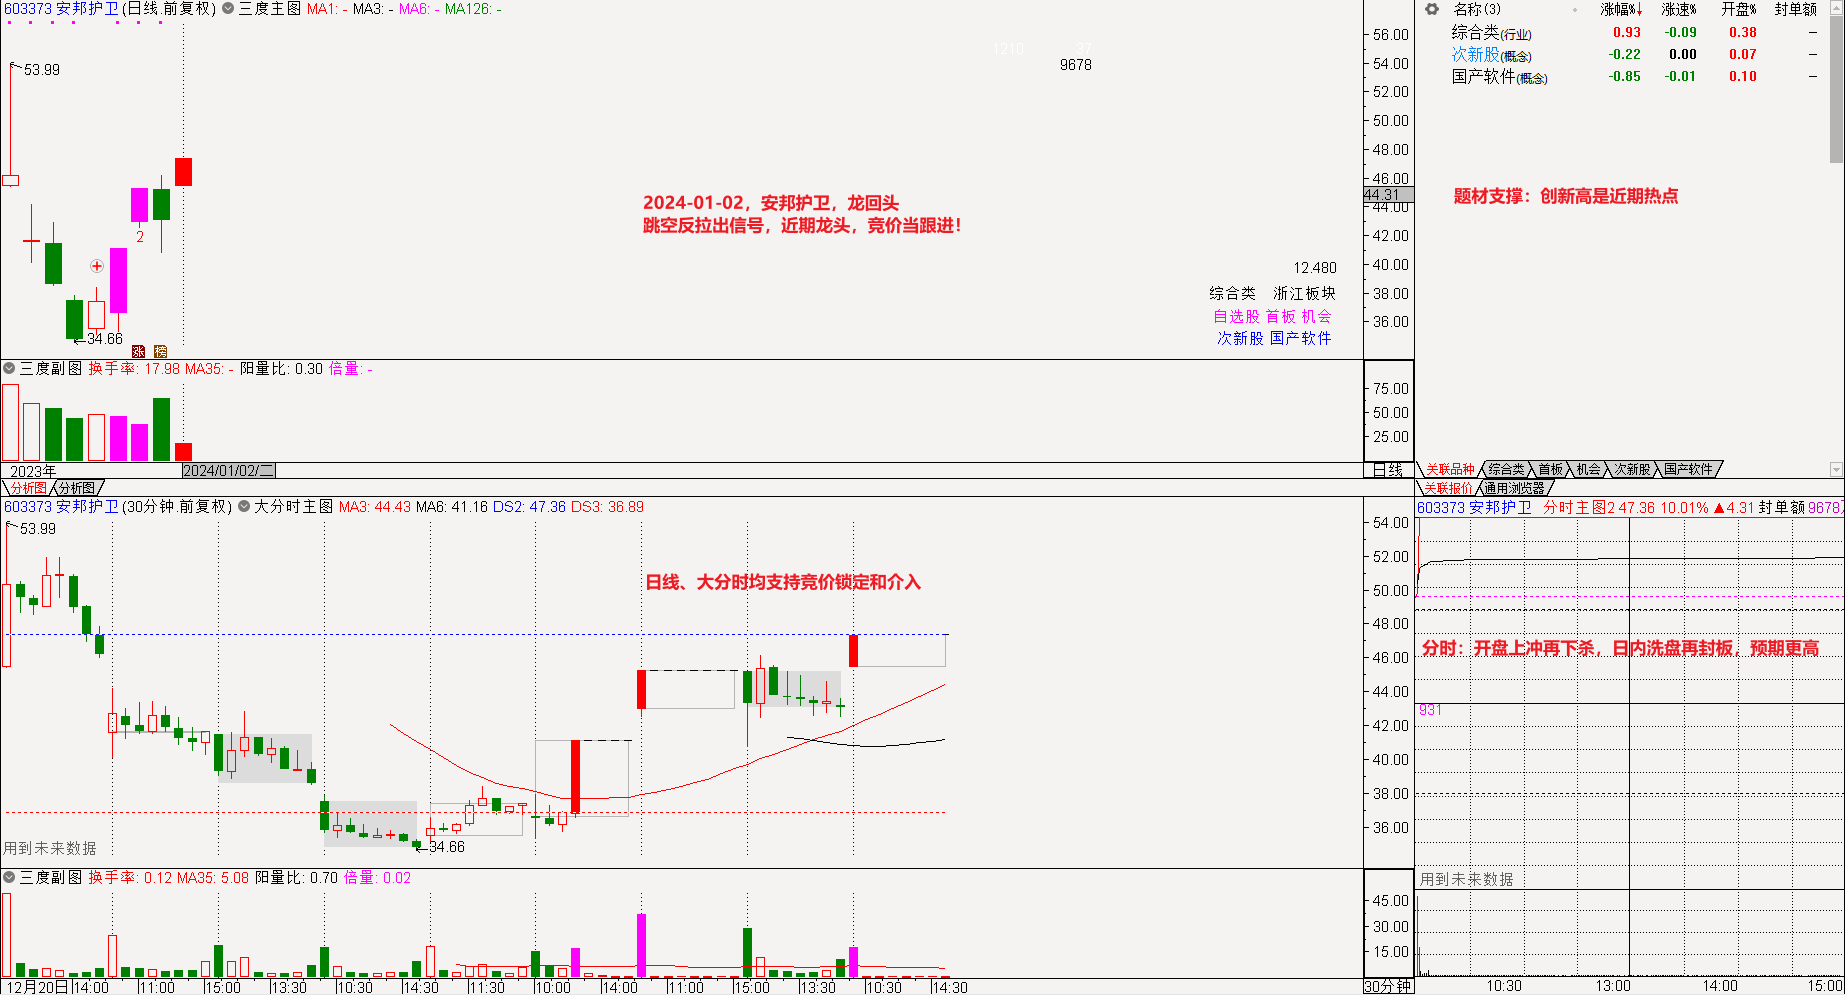 603373 安邦护卫(日线.前复权) 三度主图 MA1: - MA3: - MA6: - MA126: -
53.99
1210 37
9678
2024-01-02，安邦护卫，龙回头
跳空反拉出信号，近期龙头，竞价当跟进！
2
34.66
涨 榜
12.480
综合类 浙江板块
自选股 首板 机会
次新股 国产软件
56.00
54.00
52.00
50.00
48.00
46.00
44.31
44.00
42.00
40.00
38.00
36.00
三度副图 换手率: 17.98 MA35: - 阳量比: 0.30 倍量: -
75.00
50.00
25.00
2023年 2024/01/02/二 日线
分析图 分析图
603373 安邦护卫(30分钟.前复权) 大分时主图 MA3: 44.43 MA6: 41.16 DS2: 47.36 DS3: 36.89
53.99
日线、大分时均支持竞价锁定和介入
34.66
用到未来数据
54.00
52.00
50.00
48.00
46.00
44.00
42.00
40.00
38.00
36.00
三度副图 换手率: 0.12 MA35: 5.08 阳量比: 0.70 倍量: 0.02
45.00
30.00
15.00
12月20日 14:00 11:00 15:00 13:30 10:30 14:30 11:30 10:00 14:00 11:00 15:00 13:30 10:30 14:30 30分钟
名称(3) 涨幅%↓ 涨速% 开盘% 封单额
综合类(行业) 0.93 -0.09 0.38 —
次新股(概念) -0.22 0.00 0.07 —
国产软件(概念) -0.85 -0.01 0.10 —
题材支撑：创新高是近期热点
关联品种 综合类 首板 机会 次新股 国产软件
关联报价 通用浏览器
603373 安邦护卫 分时主图2 47.36 10.01% ▲4.31 封单额 9678
分时：开盘上冲再下杀，日内洗盘再封板，预期更高
931
用到未来数据
10:30 13:00 14:00 15:00